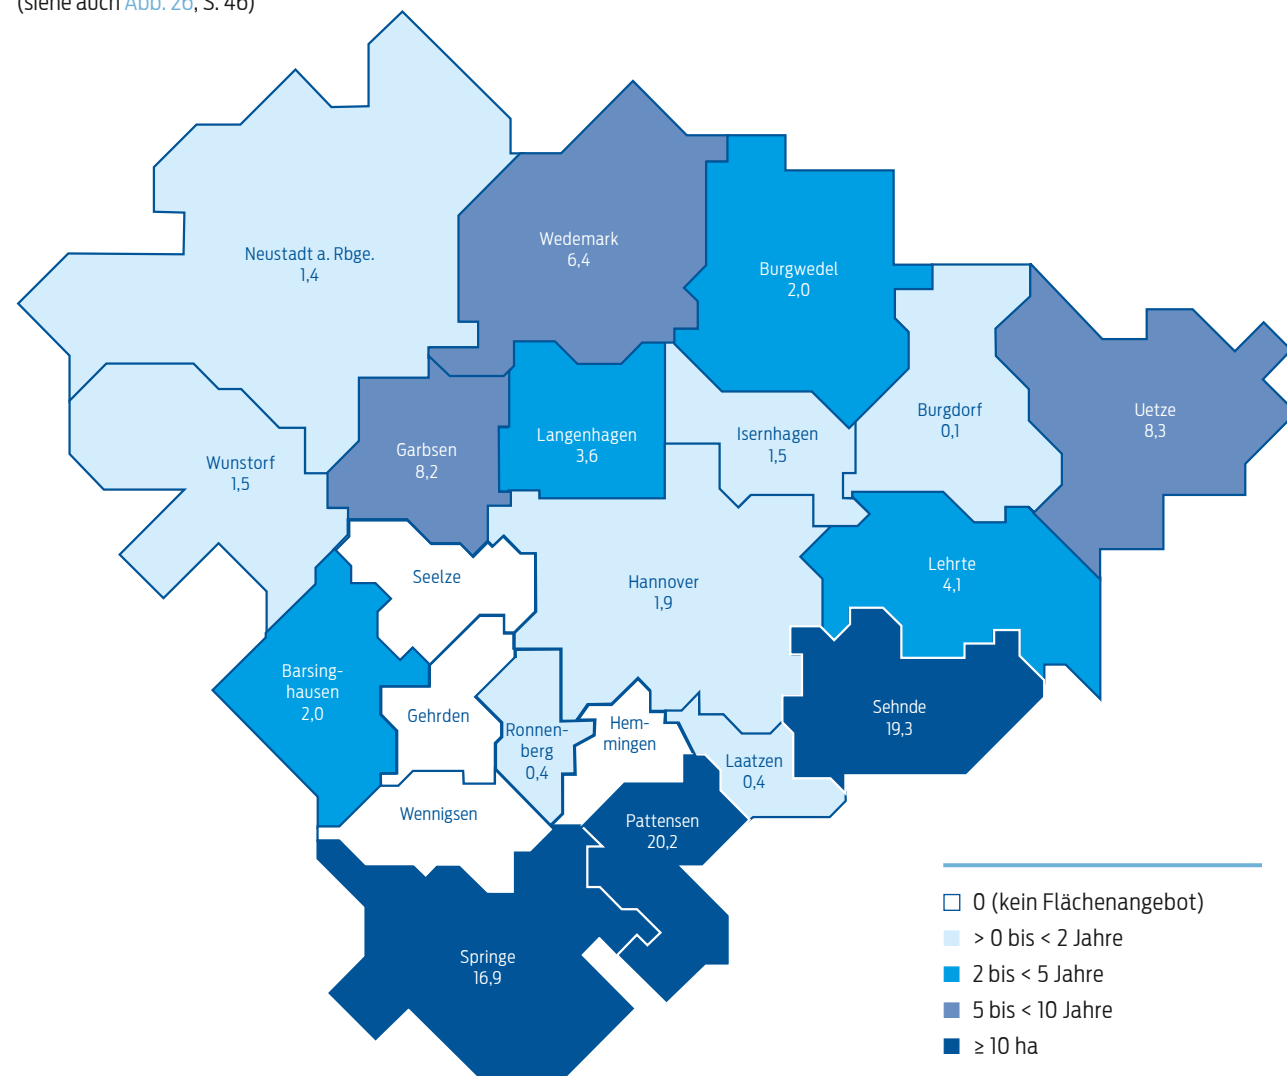 (siehe auch Abb. 26, S. 46)
Neustadt a. Rbge.
1,4
Wedemark
6,4
Burgwedel
2,0
Burgdorf
0,1
Uetze
8,3
Wunstorf
1,5
Garbsen
8,2
Langenhagen
3,6
Isernhagen
1,5
Seelze
Hannover
1,9
Lehrte
4,1
Barsing-
hausen
2,0
Gehrden
Ronnen-
berg
0,4
Hem-
mingen
Laatzen
0,4
Sehnde
19,3
Wennigsen
Pattensen
20,2
Springe
16,9
0 (kein Flächenangebot)
> 0 bis < 2 Jahre
2 bis < 5 Jahre
5 bis < 10 Jahre
≥ 10 ha